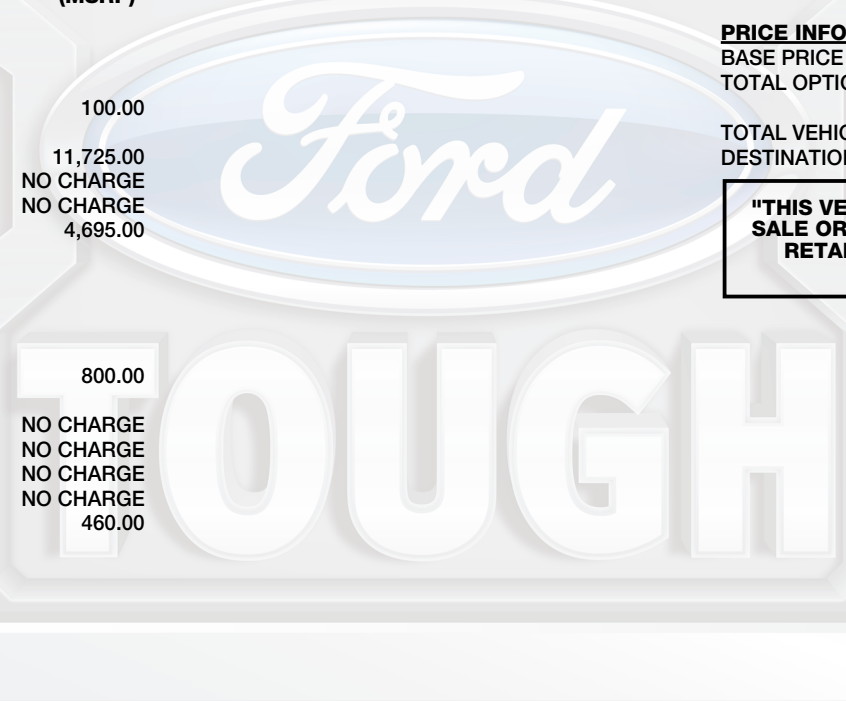 (MSRP)
100.00
11,725.00
NO CHARGE
NO CHARGE
4,695.00
800.00
NO CHARGE
NO CHARGE
NO CHARGE
NO CHARGE
460.00
PRICE INFO
BASE PRICE
TOTAL OPTIO
TOTAL VEHIC
DESTINATION
"THIS VE
SALE OR
RETAI
Ford
TOUGH